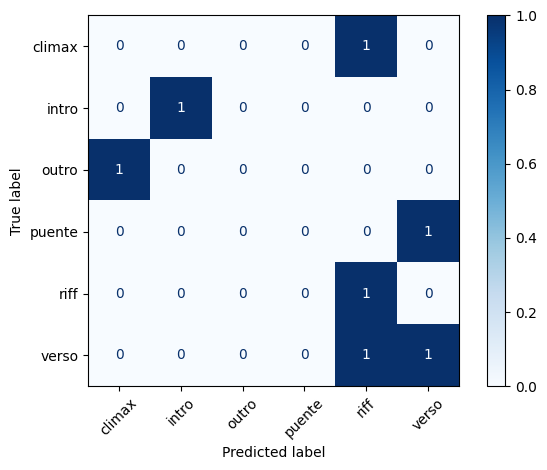 True label
climax 0 0 0 0 1 0
intro 0 1 0 0 0 0
outro 1 0 0 0 0 0
puente 0 0 0 0 0 1
riff 0 0 0 0 1 0
verso 0 0 0 0 1 1
climax intro outro puente riff verso
Predicted label
1.0
0.8
0.6
0.4
0.2
0.0